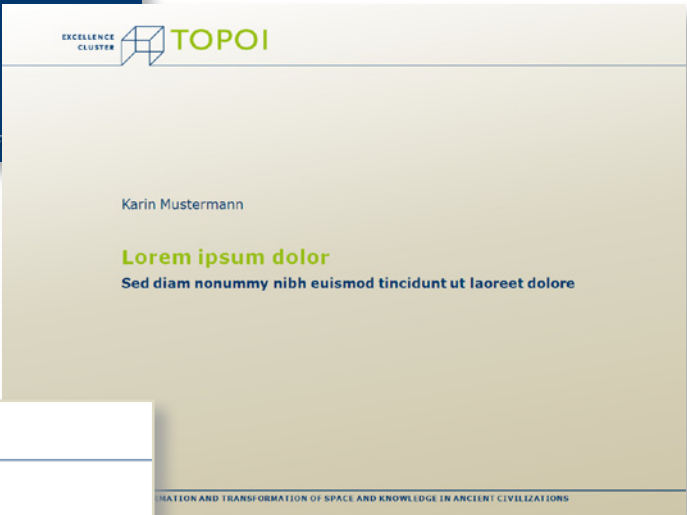 EXCELLENCE
CLUSTER
TOPOI
Karin Mustermann
Lorem ipsum dolor
Sed diam nonummy nibh euismod tincidunt ut laoreet dolore
AND TRANSFORMATION OF SPACE AND KNOWLEDGE IN ANCIENT CIVILIZATIONS